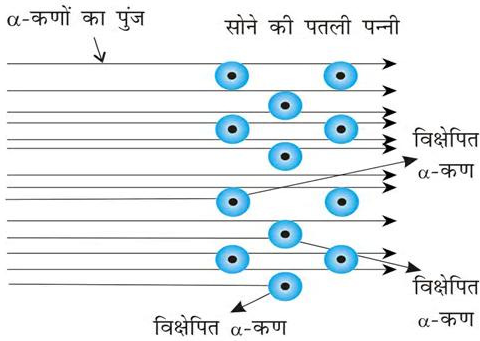 α-कणों का पुंज
सोने की पतली पन्नी
विक्षेपित
α-कण
विक्षेपित
α-कण
विक्षेपित α-कण